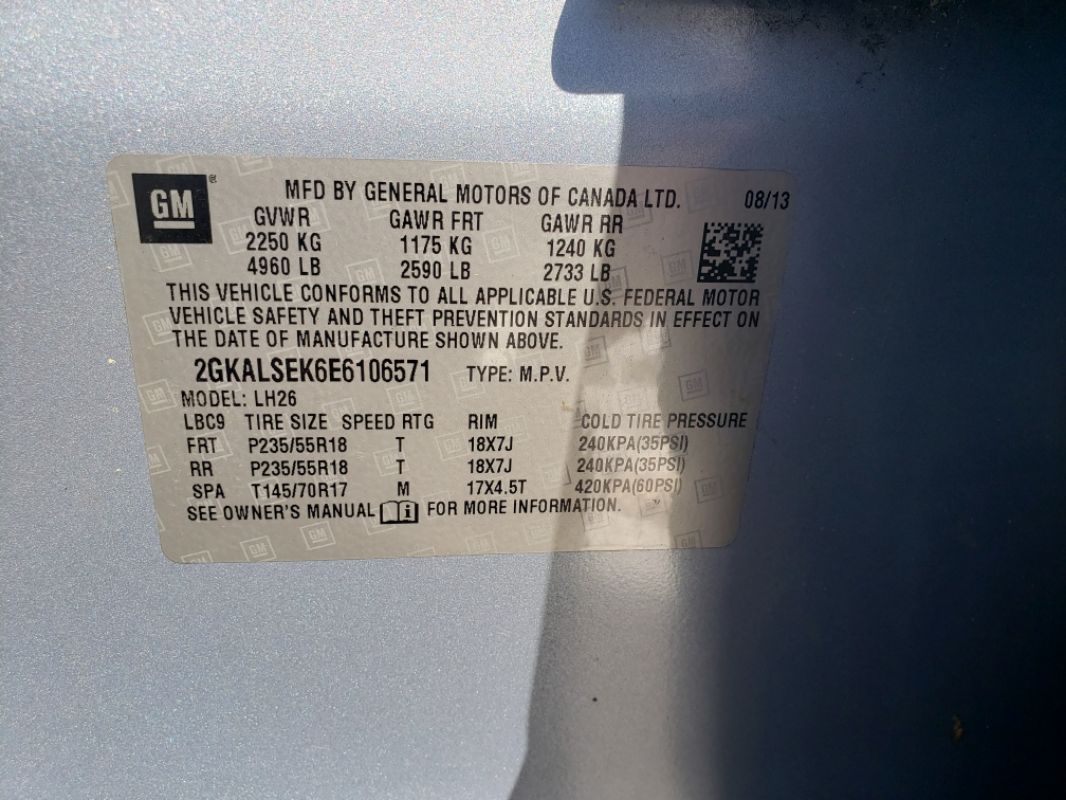 GM ®
MFD BY GENERAL MOTORS OF CANADA LTD. 08/13
GVWR GAWR FRT GAWR RR
2250 KG 1175 KG 1240 KG
4960 LB 2590 LB 2733 LB
THIS VEHICLE CONFORMS TO ALL APPLICABLE U.S. FEDERAL MOTOR
VEHICLE SAFETY AND THEFT PREVENTION STANDARDS IN EFFECT ON
THE DATE OF MANUFACTURE SHOWN ABOVE.
2GKALSEK6E6106571 TYPE: M.P.V.
MODEL: LH26
LBC9 TIRE SIZE SPEED RTG RIM COLD TIRE PRESSURE
FRT P235/55R18 T 18X7J 240KPA(35PSI)
RR P235/55R18 T 18X7J 240KPA(35PSI)
SPA T145/70R17 M 17X4.5T 420KPA(60PSI)
SEE OWNER'S MANUAL i FOR MORE INFORMATION.